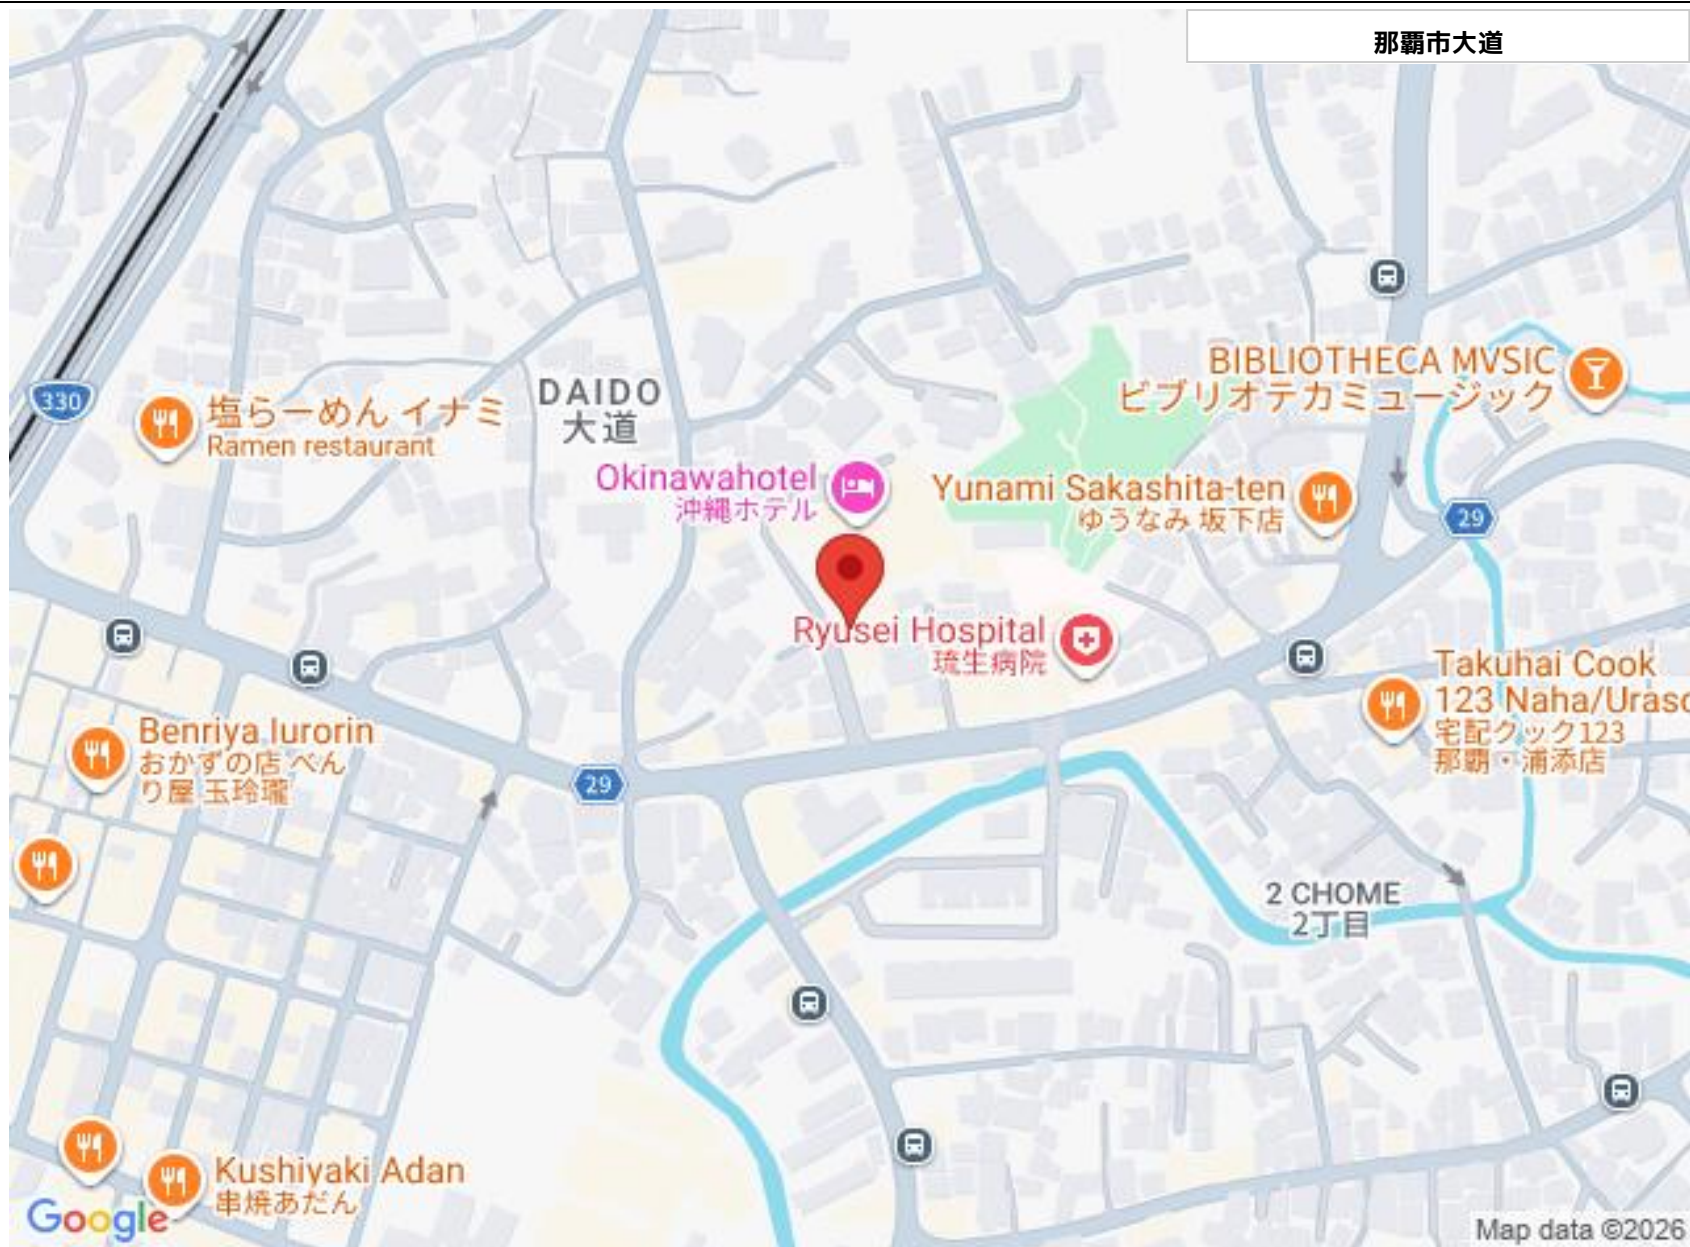 那覇市大道
BIBLIOTHECA MVSIC
ビブリオテカミュージック
330
塩らーめん イナミ
Ramen restaurant
DAIDO
大道
Okinawahotel
沖縄ホテル
Yunami Sakashita-ten
ゆうなみ 坂下店
29
Ryusei Hospital
琉生病院
Takuhai Cook
123 Naha/Uraso
宅配クック123
那覇・浦添店
Benriya Iurorin
おかずの店 べん
り屋 玉玲瓏
29
2 CHOME
2丁目
Kushiyaki Adan
串焼あだん
Google
Map data ©2026